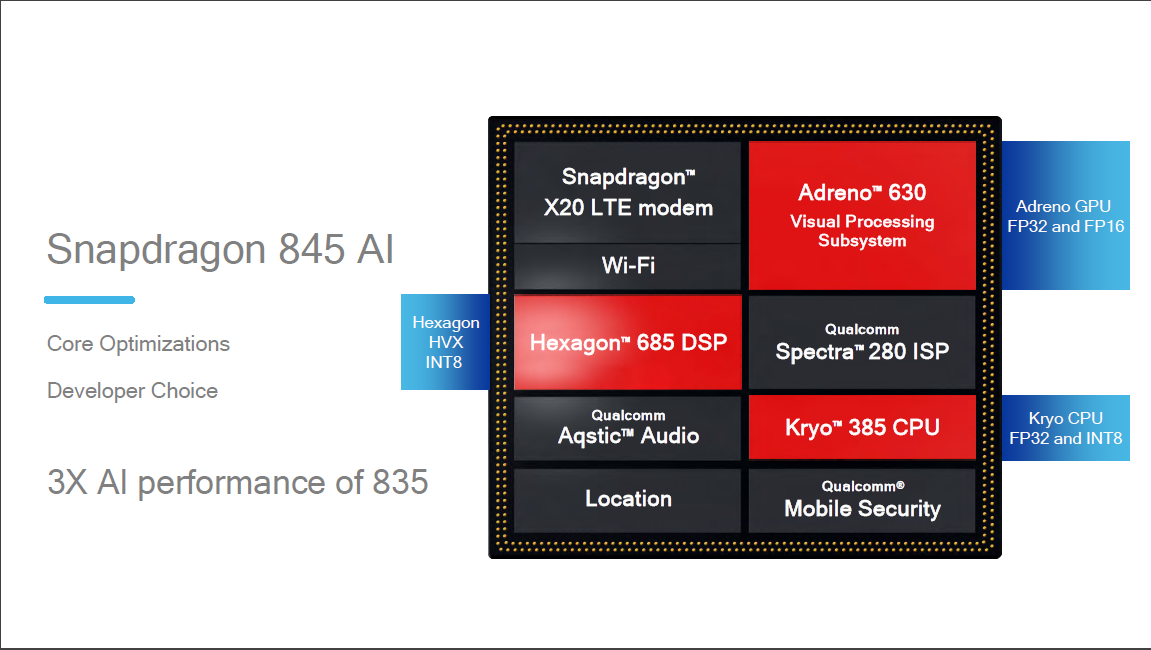 Snapdragon 845 AI
Core Optimizations
Developer Choice
3X AI performance of 835
Hexagon
HVX
INT8
Snapdragon™
X20 LTE modem
Wi-Fi
Hexagon™ 685 DSP
Qualcomm
Aqstic™ Audio
Location
Adreno™ 630
Visual Processing
Subsystem
Qualcomm
Spectra™ 280 ISP
Kryo™ 385 CPU
Qualcomm®
Mobile Security
Adreno GPU
FP32 and FP16
Kryo CPU
FP32 and INT8